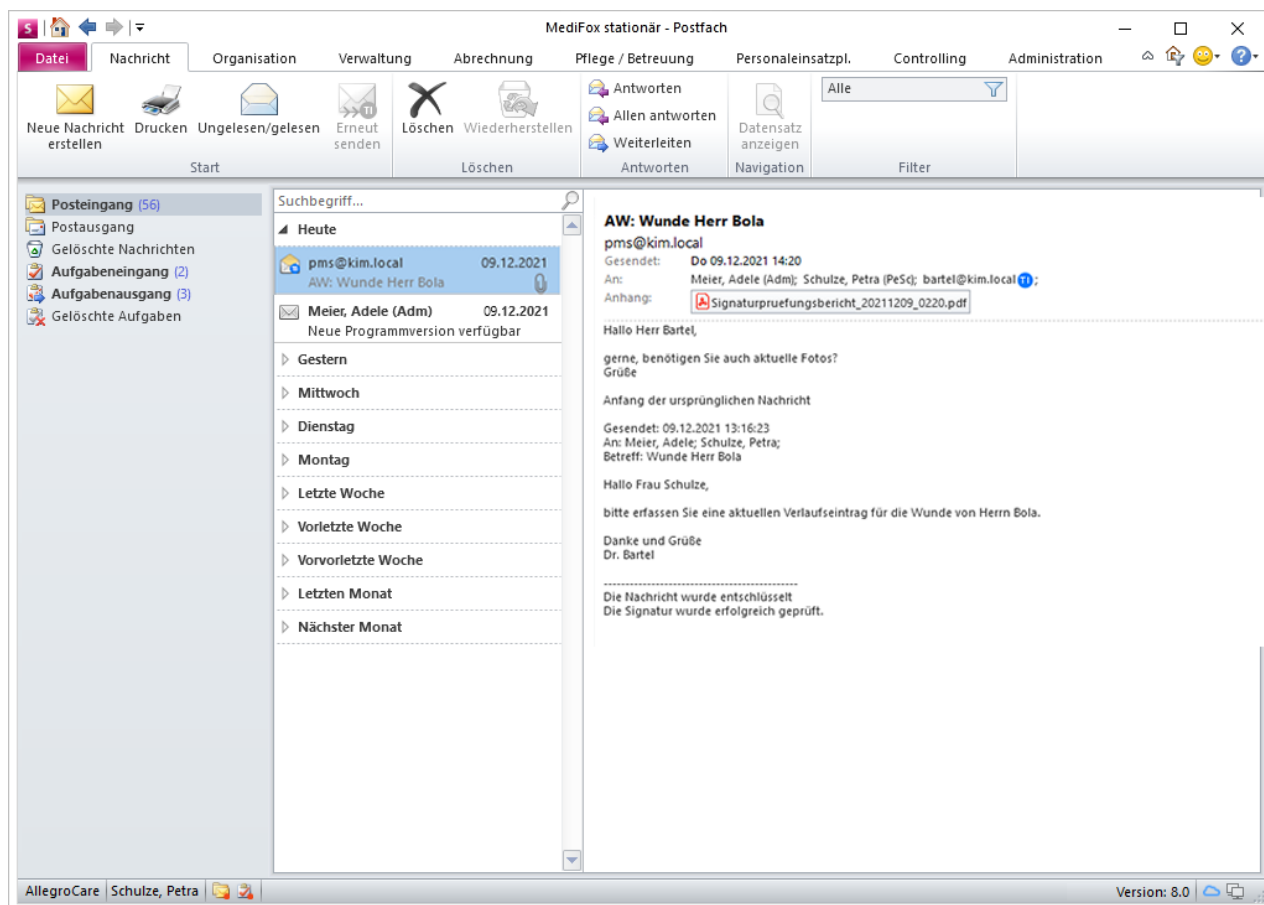 S
MediFox stationär - Postfach
Datei Nachricht Organisation Verwaltung Abrechnung Pflege / Betreuung Personaleinsatzpl. Controlling Administration
Neue Nachricht erstellen
Drucken
Ungelesen/gelesen
Erneut senden
TI
Start
Löschen
Wiederherstellen
Löschen
Antworten
Allen antworten
Weiterleiten
Antworten
Datensatz anzeigen
Navigation
Alle
Filter
Posteingang (56)
Postausgang
Gelöschte Nachrichten
Aufgabeneingang (2)
Aufgabenausgang (3)
Gelöschte Aufgaben
Suchbegriff...
Heute
pms@kim.local 09.12.2021
AW: Wunde Herr Bola
Meier, Adele (Adm) 09.12.2021
Neue Programmversion verfügbar
Gestern
Mittwoch
Dienstag
Montag
Letzte Woche
Vorletzte Woche
Vorvorletzte Woche
Letzten Monat
Nächster Monat
AW: Wunde Herr Bola
pms@kim.local
Gesendet: Do 09.12.2021 14:20
An: Meier, Adele (Adm); Schulze, Petra (PeSc); bartel@kim.local TI ;
Anhang: Signaturpruefungsbericht_20211209_0220.pdf
Hallo Herr Bartel,
gerne, benötigen Sie auch aktuelle Fotos?
Grüße
Anfang der ursprünglichen Nachricht
Gesendet: 09.12.2021 13:16:23
An: Meier, Adele; Schulze, Petra;
Betreff: Wunde Herr Bola
Hallo Frau Schulze,
bitte erfassen Sie eine aktuellen Verlaufseintrag für die Wunde von Herrn Bola.
Danke und Grüße
Dr. Bartel
----------------------------------------------
Die Nachricht wurde entschlüsselt
Die Signatur wurde erfolgreich geprüft.
AllegroCare Schulze, Petra Version: 8.0